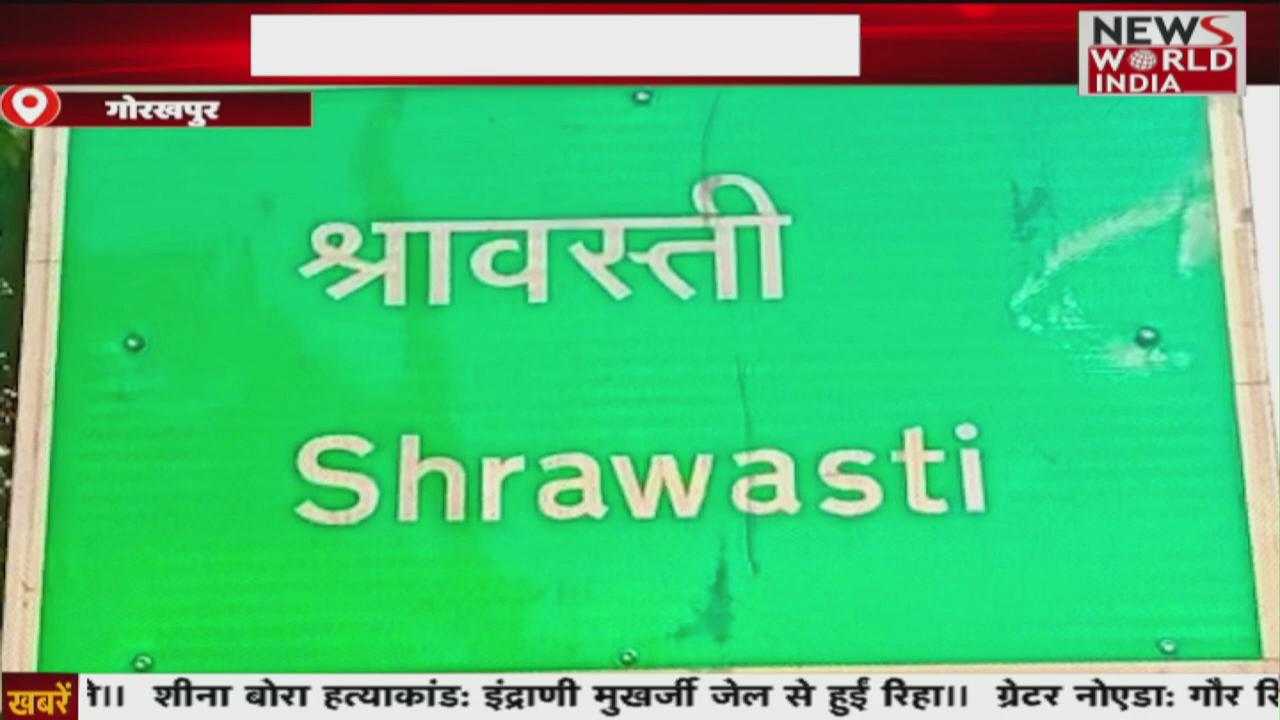 NEWS
WORLD
INDIA
गोरखपुर
श्रावस्ती
Shrawasti
खबरें
।। शीना बोरा हत्याकांड: इंद्राणी मुखर्जी जेल से हुईं रिहा।। ग्रेटर नोएडा: गौर